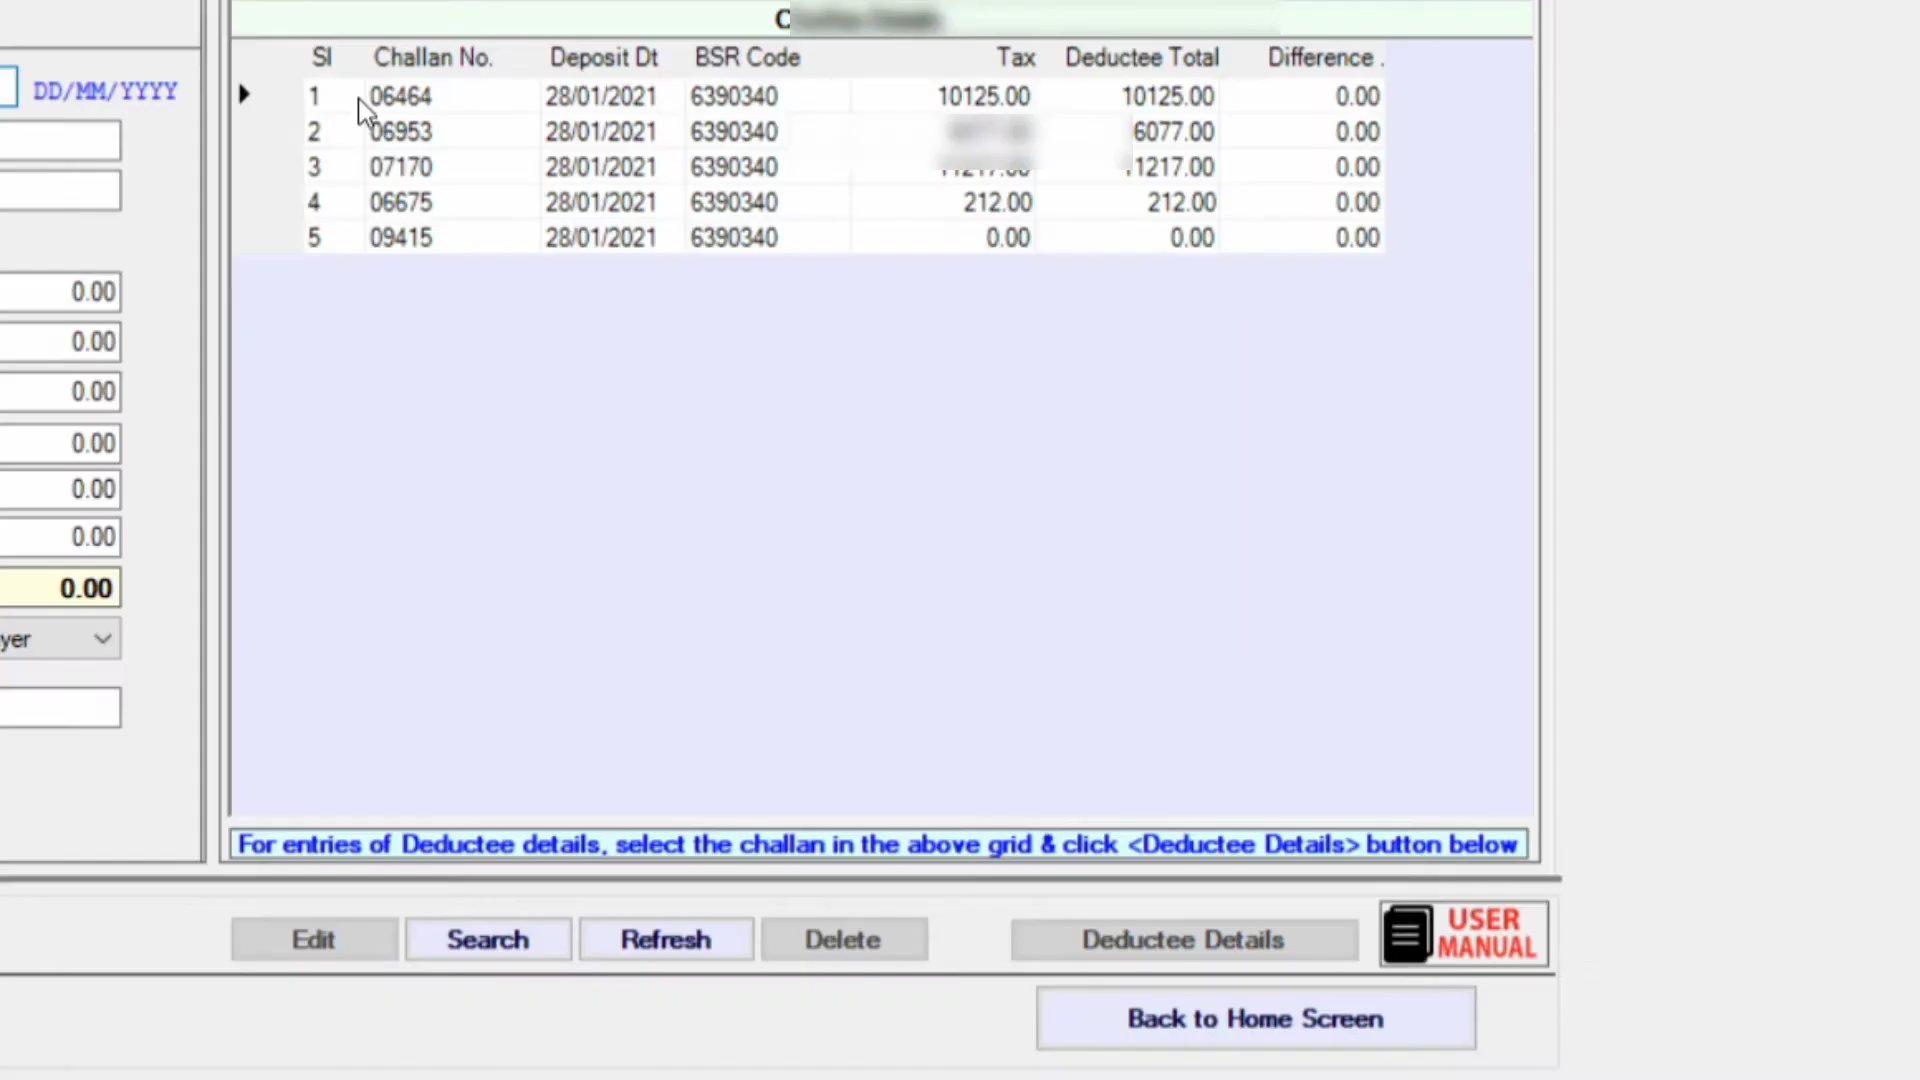 Sl Challan No. Deposit Dt BSR Code Tax Deductee Total Difference .
DD/MM/YYYY
1 06464 28/01/2021 6390340 10125.00 10125.00 0.00
2 06953 28/01/2021 6390340 6077.00 0.00
3 07170 28/01/2021 6390340 0.00
4 06675 28/01/2021 6390340 212.00 212.00 0.00
5 09415 28/01/2021 6390340 0.00 0.00 0.00
0.00
0.00
0.00
0.00
0.00
0.00
0.00
yer
For entries of Deductee details, select the challan in the above grid & click <Deductee Details> button below
Edit Search Refresh Delete Deductee Details USER MANUAL
Back to Home Screen